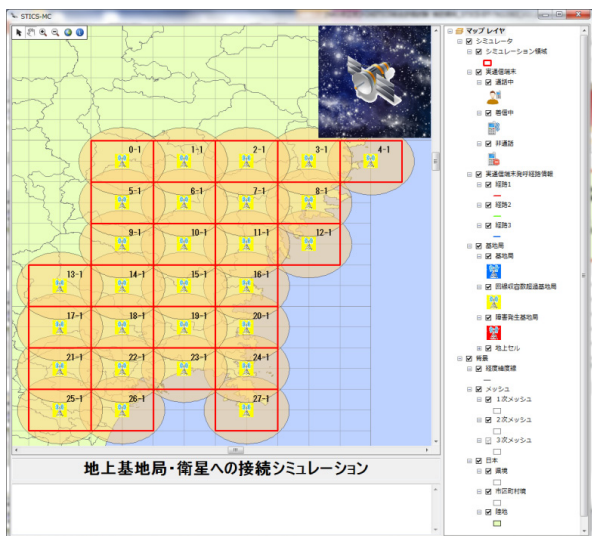 STICS-MC
0-1 1-1 2-1 3-1 4-1
5-1 6-1 7-1 8-1
9-1 10-1 11-1 12-1
13-1 14-1 15-1 16-1
17-1 18-1 19-1 20-1
21-1 22-1 23-1 24-1
25-1 26-1 27-1
地上基地局・衛星への接続シミュレーション
マップ レイヤ
シミュレータ
シミュレーション領域
実通信端末
通話中
着信中
非通話
実通信端末発呼経路情報
経路1
経路2
経路3
基地局
基地局
回線収容数超過基地局
障害発生基地局
地上セル
背景
経度緯度線
メッシュ
1次メッシュ
2次メッシュ
3次メッシュ
日本
県境
市区町村境
陸地